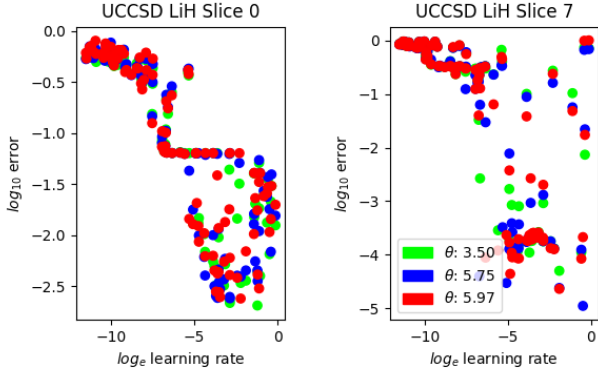 UCCSD LiH Slice 0
0.0
−0.5
−1.0
−1.5
−2.0
−2.5
log₁₀ error
−10
−5
0
logₑ learning rate
UCCSD LiH Slice 7
0
−1
−2
−3
−4
−5
log₁₀ error
θ: 3.50
θ: 5.75
θ: 5.97
−10
−5
0
logₑ learning rate